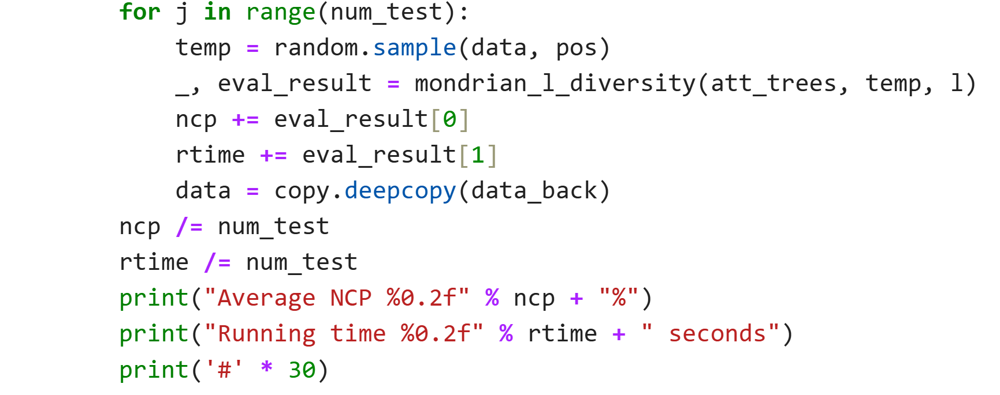 for j in range(num_test):
    temp = random.sample(data, pos)
    _, eval_result = mondrian_l_diversity(att_trees, temp, l)
    ncp += eval_result[0]
    rtime += eval_result[1]
    data = copy.deepcopy(data_back)
ncp /= num_test
rtime /= num_test
print("Average NCP %0.2f" % ncp + "%")
print("Running time %0.2f" % rtime + " seconds")
print('#' * 30)